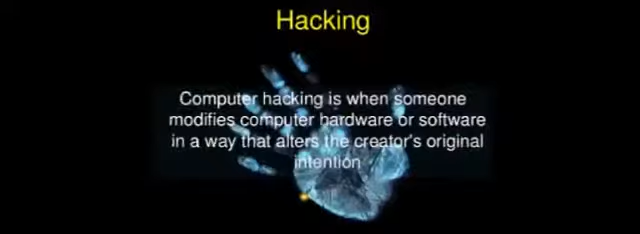 Hacking
Computer hacking is when someone
modifies computer hardware or software
in a way that alters the creator's original
intention